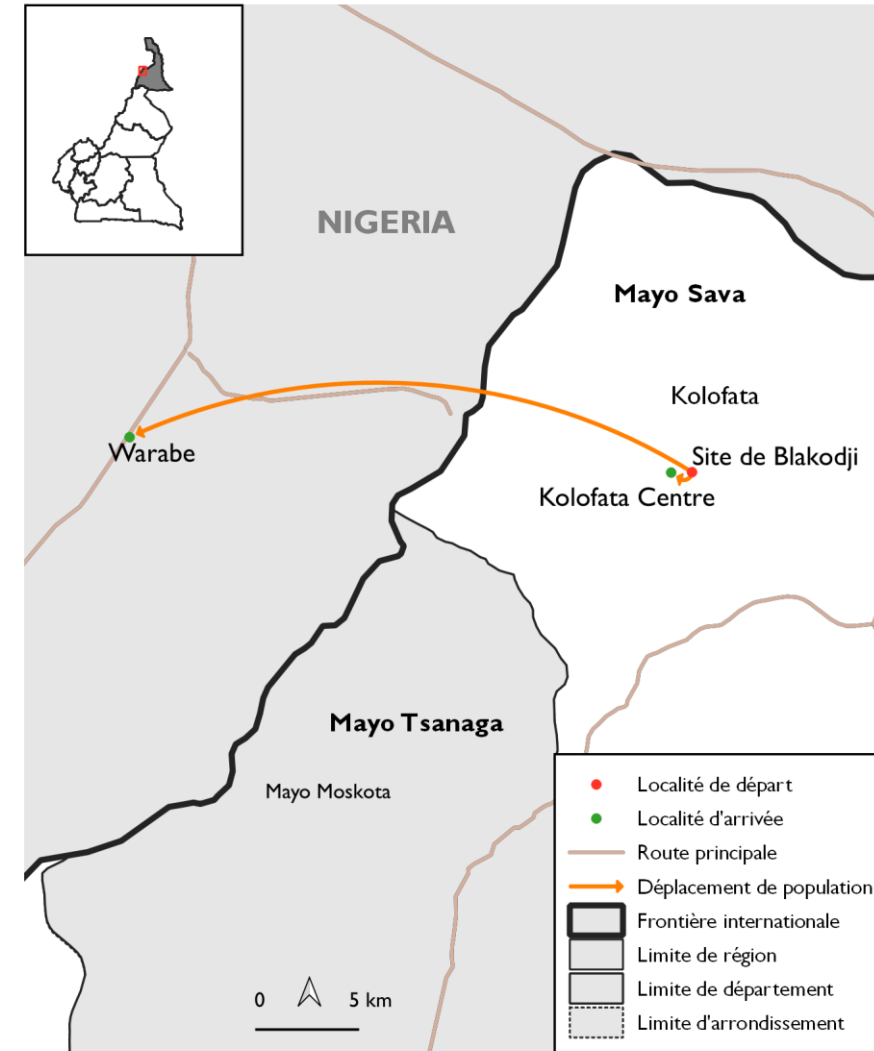 NIGERIA
Mayo Sava
Kolofata
Warabe
Site de Blakodji
Kolofata Centre
Mayo Tsanaga
Mayo Moskota
0 5 km
Localité de départ
Localité d'arrivée
Route principale
Déplacement de population
Frontière internationale
Limite de région
Limite de département
Limite d'arrondissement